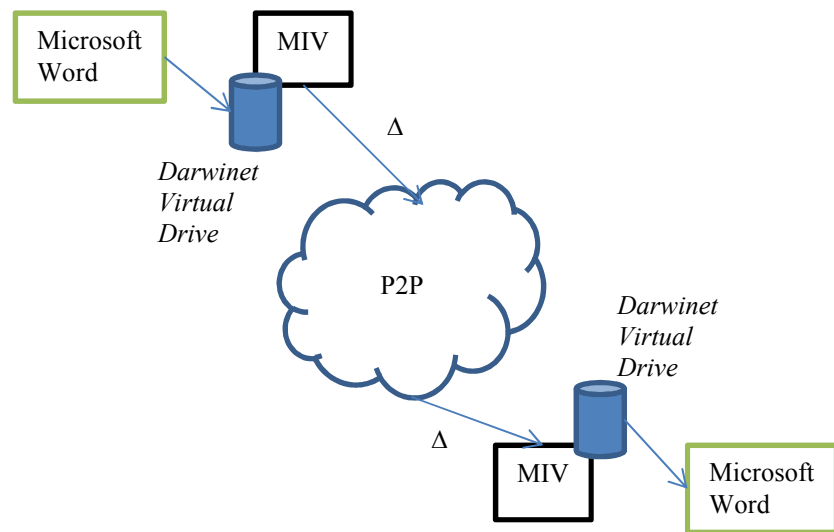 Microsoft
Word
MIV
Δ
Darwinet
Virtual
Drive
P2P
Darwinet
Virtual
Drive
Δ
MIV
Microsoft
Word